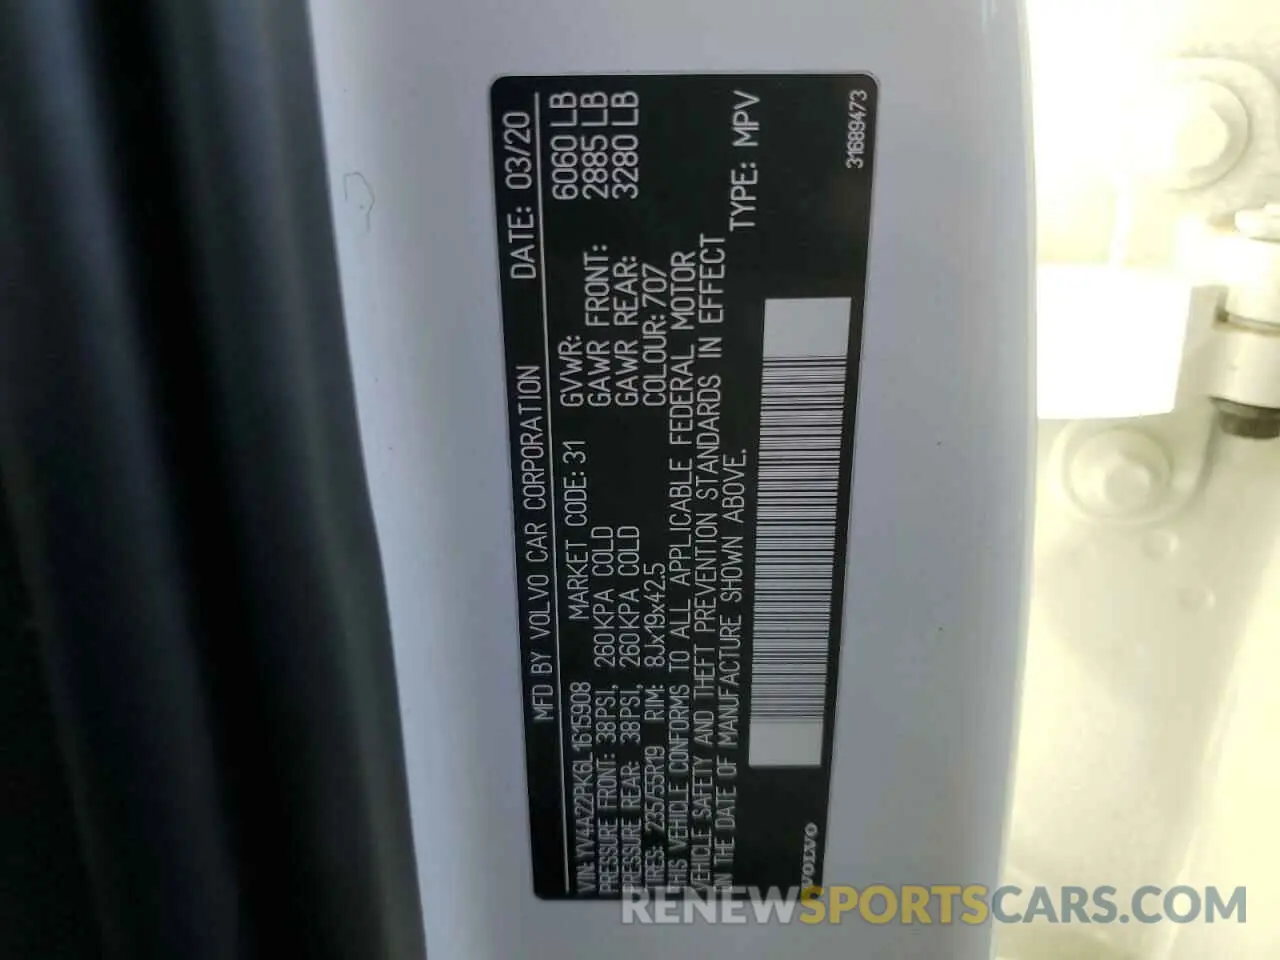 MFD BY VOLVO CAR CORPORATION DATE: 03/20
VIN: YV4A22PK6L1615908 MARKET CODE: 31 GVWR: 6060 LB
PRESSURE FRONT: 38PSI, 260KPA COLD GAWR FRONT: 2885 LB
PRESSURE REAR: 38PSI, 260KPA COLD GAWR REAR: 3280 LB
TIRES: 235/55R19 RIM: 8Jx19x42.5 COLOUR: 707
THIS VEHICLE CONFORMS TO ALL APPLICABLE FEDERAL MOTOR
VEHICLE SAFETY AND THEFT PREVENTION STANDARDS IN EFFECT
ON THE DATE OF MANUFACTURE SHOWN ABOVE. TYPE: MPV
VOLVO 31689473
RENEWSPORTSCARS.COM